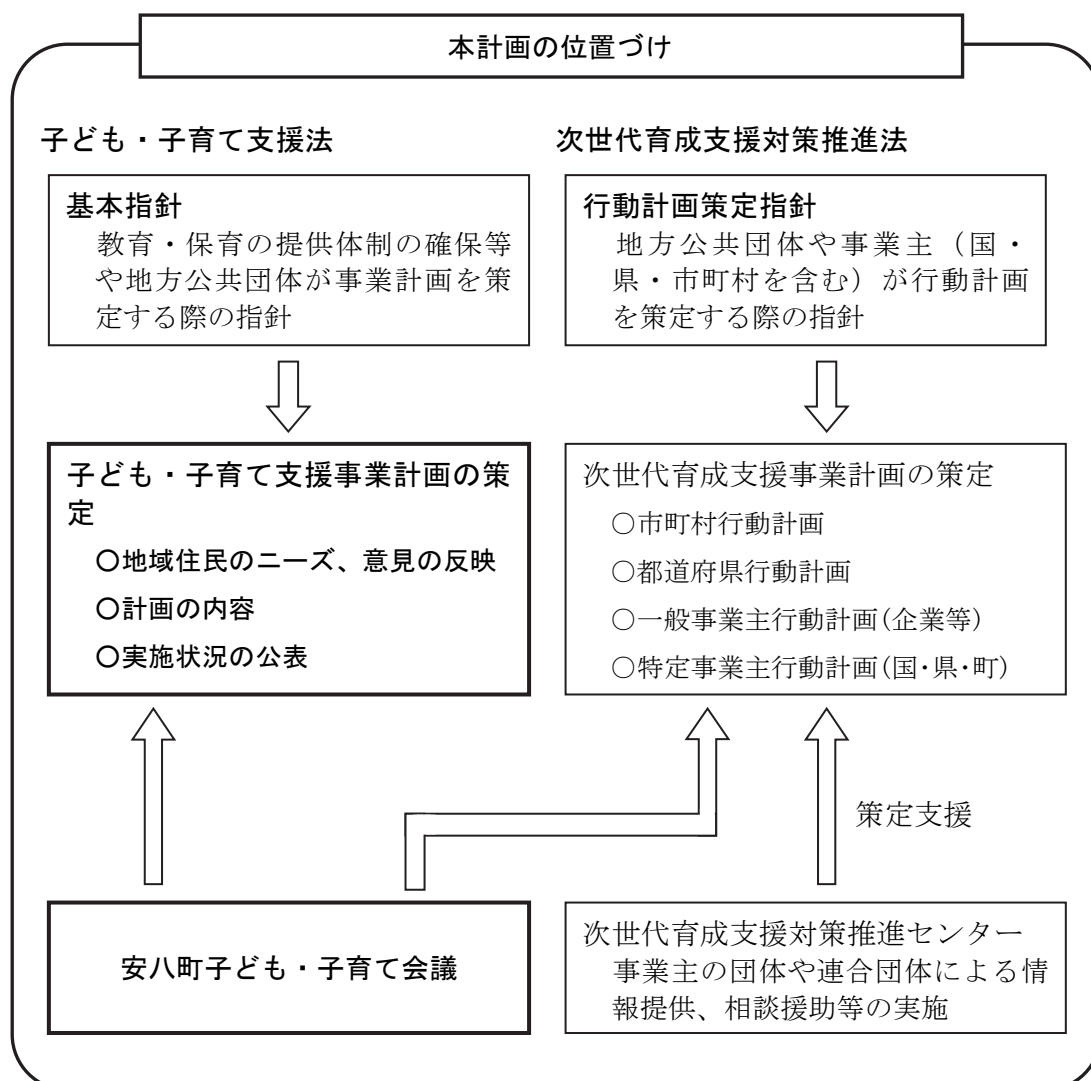 本計画の位置づけ
子ども・子育て支援法
基本指針
教育・保育の提供体制の確保等
や地方公共団体が事業計画を策
定する際の指針
子ども・子育て支援事業計画の策
定
〇地域住民のニーズ、意見の反映
〇計画の内容
〇実施状況の公表
安八町子ども・子育て会議
次世代育成支援対策推進法
行動計画策定指針
地方公共団体や事業主（国・
県・市町村を含む）が行動計画
を策定する際の指針
次世代育成支援事業計画の策定
○市町村行動計画
○都道府県行動計画
○一般事業主行動計画(企業等)
○特定事業主行動計画(国・県・町)
策定支援
次世代育成支援対策推進センター
事業主の団体や連合団体による情
報提供、相談援助等の実施